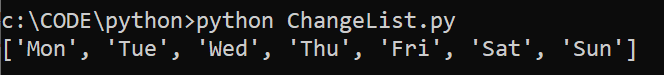 c:\CODE\python>python ChangeList.py
['Mon', 'Tue', 'Wed', 'Thu', 'Fri', 'Sat', 'Sun']